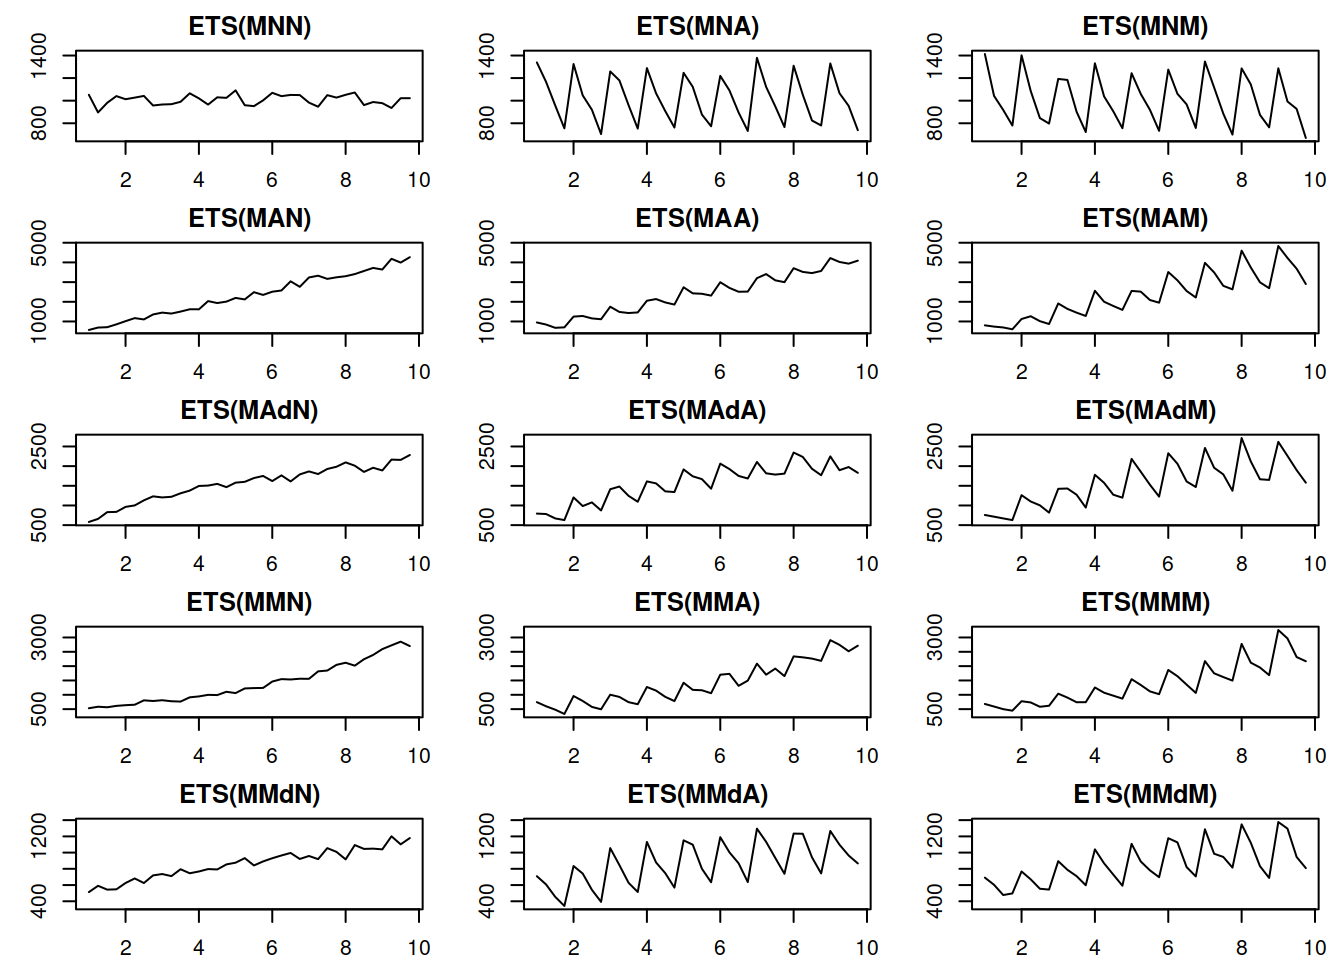 ETS(MNN) ETS(MNA) ETS(MNM)
1400 1400 1400
800 800 800
2 4 6 8 10 2 4 6 8 10 2 4 6 8 10
ETS(MAN) ETS(MAA) ETS(MAM)
5000 5000 5000
1000 1000 1000
2 4 6 8 10 2 4 6 8 10 2 4 6 8 10
ETS(MAdN) ETS(MAdA) ETS(MAdM)
2500 2500 2500
500 500 500
2 4 6 8 10 2 4 6 8 10 2 4 6 8 10
ETS(MMN) ETS(MMA) ETS(MMM)
3000 3000 3000
500 500 500
2 4 6 8 10 2 4 6 8 10 2 4 6 8 10
ETS(MMdN) ETS(MMdA) ETS(MMdM)
1200 1200 1200
400 400 400
2 4 6 8 10 2 4 6 8 10 2 4 6 8 10